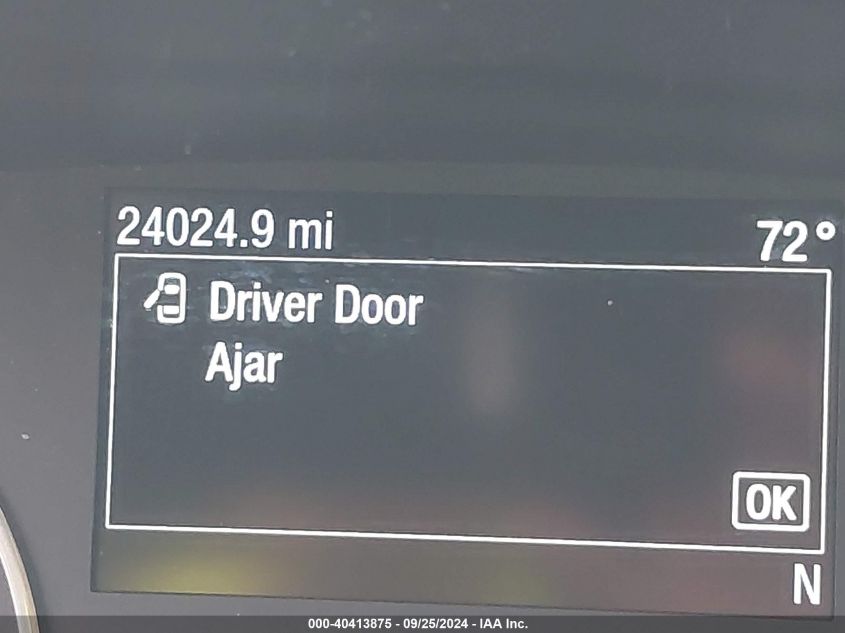 24024.9 mi 72°
Driver Door
Ajar
OK
N
000-40413875 - 09/25/2024 - IAA Inc.